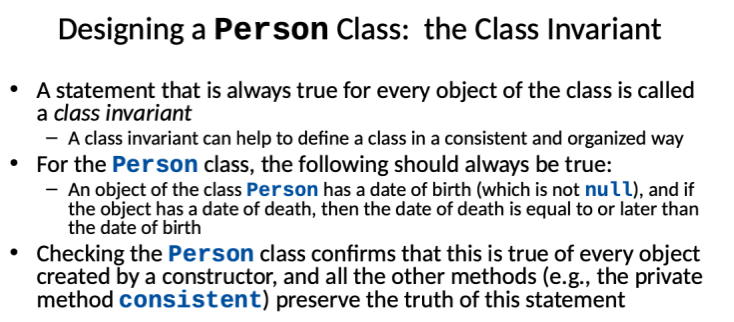 Designing a Person Class:  the Class Invariant
• A statement that is always true for every object of the class is called
a class invariant
– A class invariant can help to define a class in a consistent and organized way
• For the Person class, the following should always be true:
– An object of the class Person has a date of birth (which is not null), and if
the object has a date of death, then the date of death is equal to or later than
the date of birth
• Checking the Person class confirms that this is true of every object
created by a constructor, and all the other methods (e.g., the private
method consistent) preserve the truth of this statement